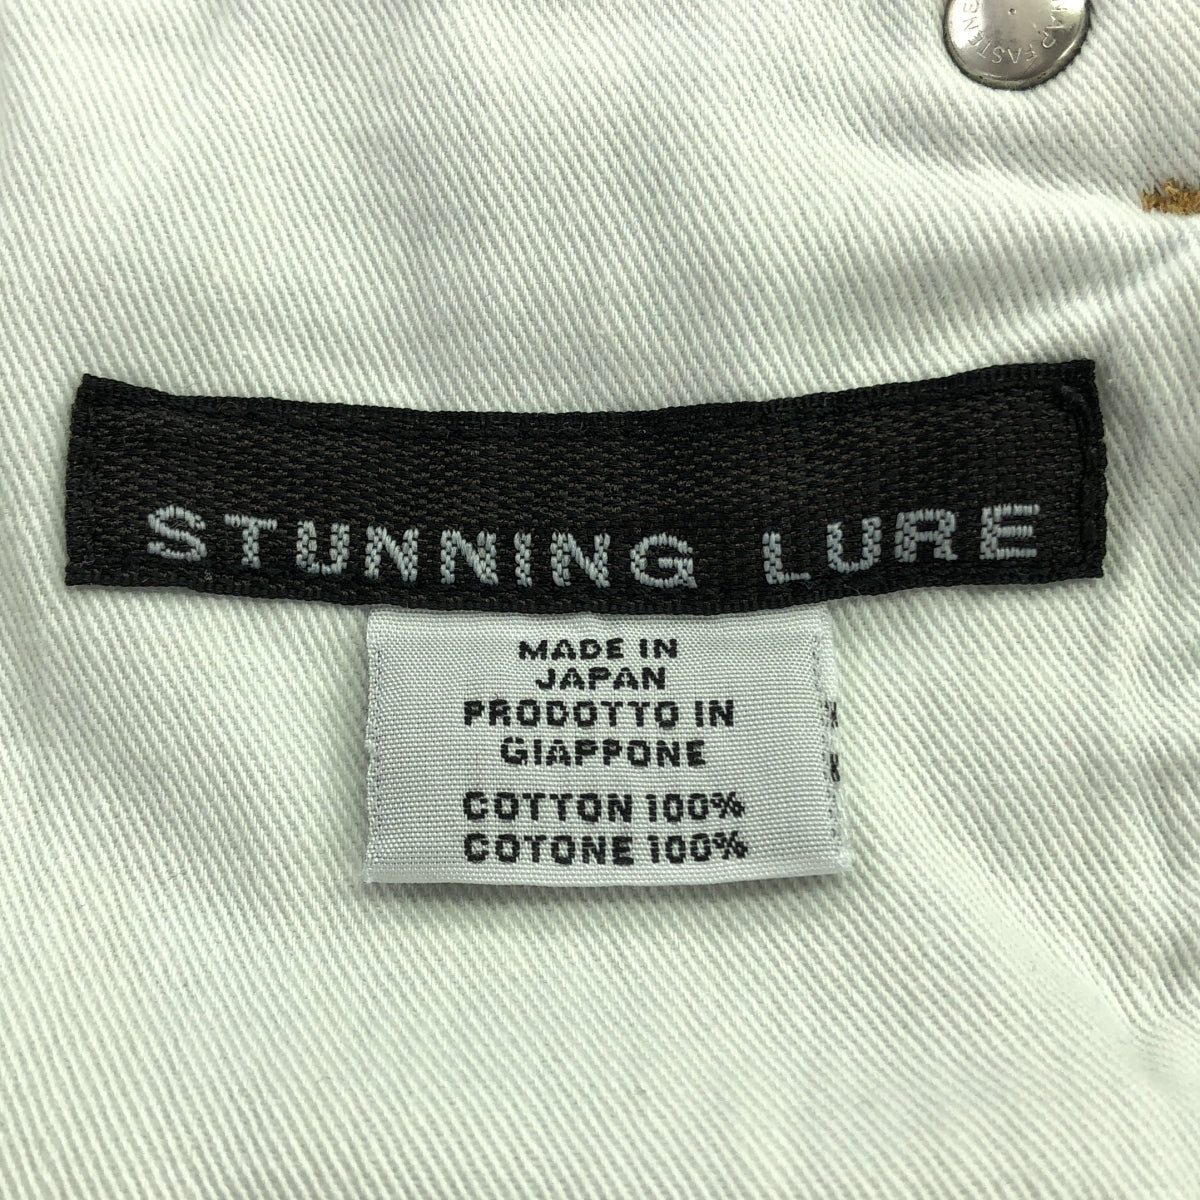 STUNNING LURE
MADE IN
JAPAN
PRODOTTO IN
GIAPPONE
COTTON 100%
COTONE 100%